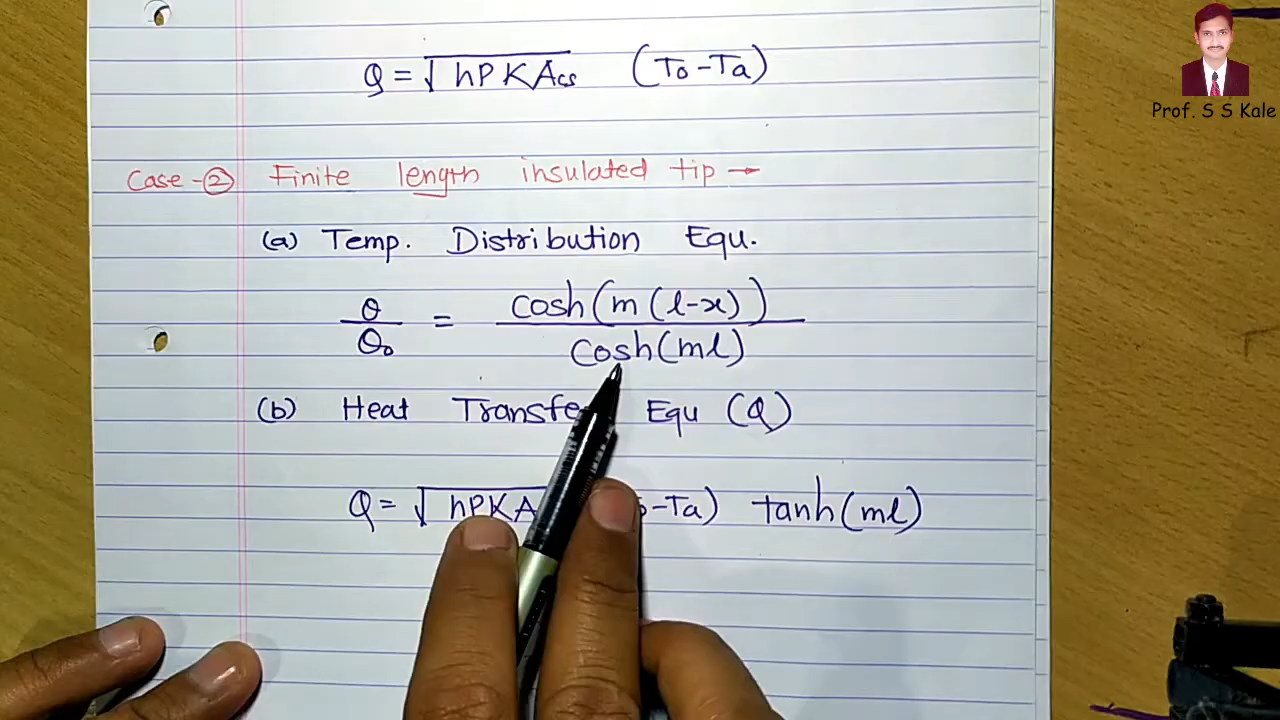 Prof. S S Kale
Q = √hPKAcs (To-Ta)
Case-② Finite length insulated tip →
(a) Temp. Distribution Equ.
θ/θo = cosh(m(l-x))/cosh(ml)
(b) Heat Equ (Q)
Q = √hPKA -Ta) tanh(ml)